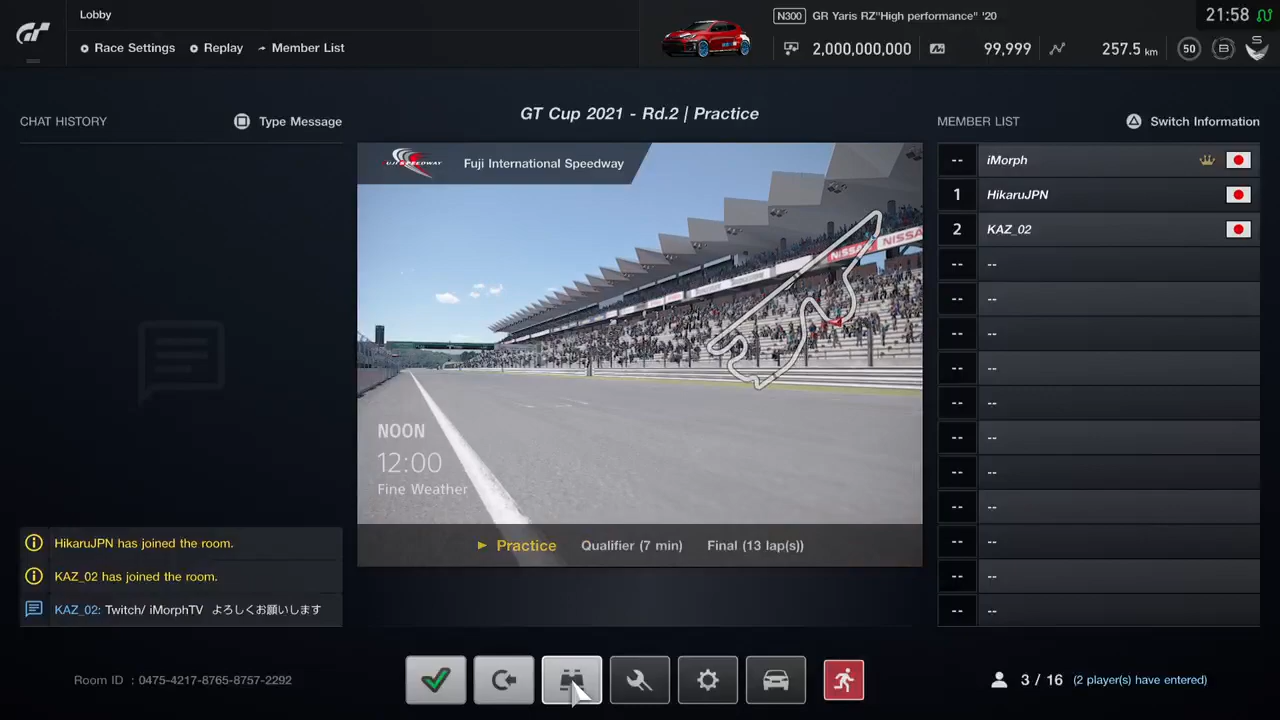 Lobby
Race Settings
Replay
Member List
N300
GR Yaris RZ"High performance" '20
21:58
2,000,000,000
99,999
257.5 km
50
B
S
CHAT HISTORY
Type Message
GT Cup 2021 - Rd.2 | Practice
MEMBER LIST
Switch Information
FUJI SPEEDWAY
Fuji International Speedway
-- iMorph
1 HikaruJPN
2 KAZ_02
-- --
-- --
-- --
-- --
-- --
-- --
-- --
-- --
-- --
-- --
-- --
NISSAN
NISSA
NOON
12:00
Fine Weather
Practice
Qualifier (7 min)
Final (13 lap(s))
HikaruJPN has joined the room.
KAZ_02 has joined the room.
KAZ_02: Twitch/ iMorphTV よろしくお願いします
Room ID : 0475-4217-8765-8757-2292
3 / 16
(2 player(s) have entered)